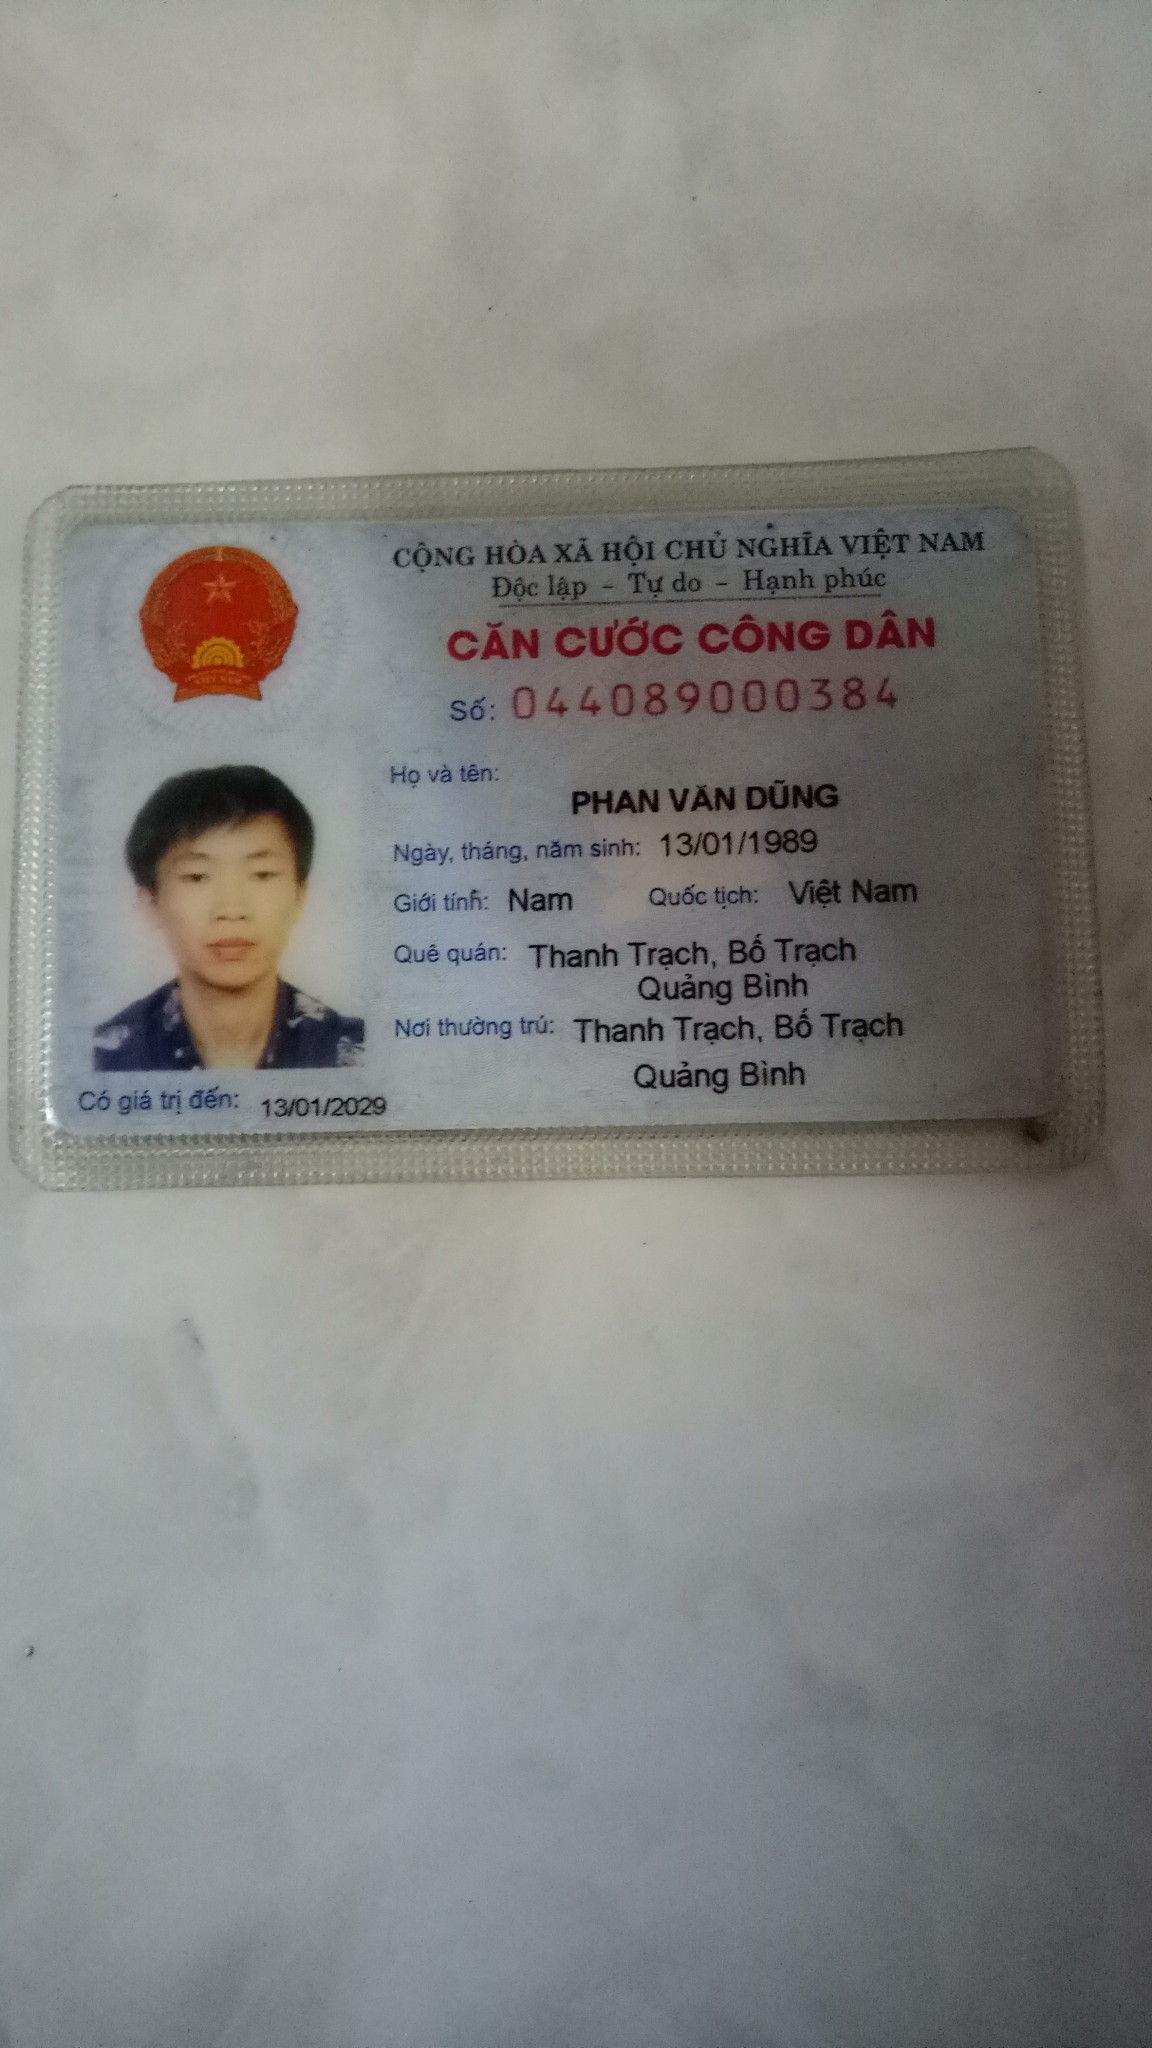 CỘNG HÒA XÃ HỘI CHỦ NGHĨA VIỆT NAM
Độc lập - Tự do - Hạnh phúc
CĂN CƯỚC CÔNG DÂN
Số: 044089000384
Họ và tên:
PHAN VĂN DŨNG
Ngày, tháng, năm sinh: 13/01/1989
Giới tính: Nam Quốc tịch: Việt Nam
Quê quán: Thanh Trạch, Bố Trạch
Quảng Bình
Nơi thường trú: Thanh Trạch, Bố Trạch
Quảng Bình
Có giá trị đến: 13/01/2029
VIỆT NAM